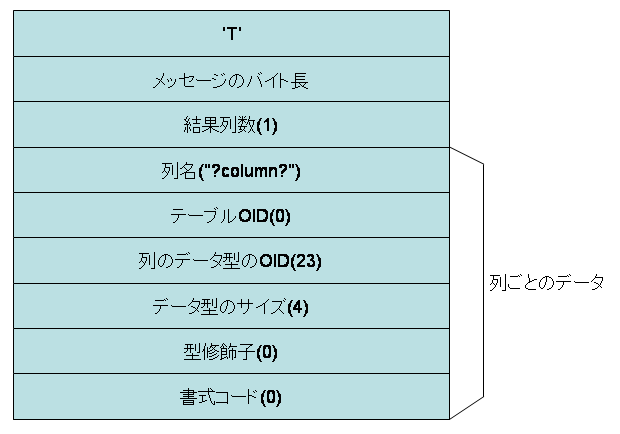 'T'
メッセージのバイト長
結果列数(1)
列名("?column?")
テーブルOID(0)
列のデータ型のOID(23)
データ型のサイズ(4)
型修飾子(0)
書式コード(0)
列ごとのデータ